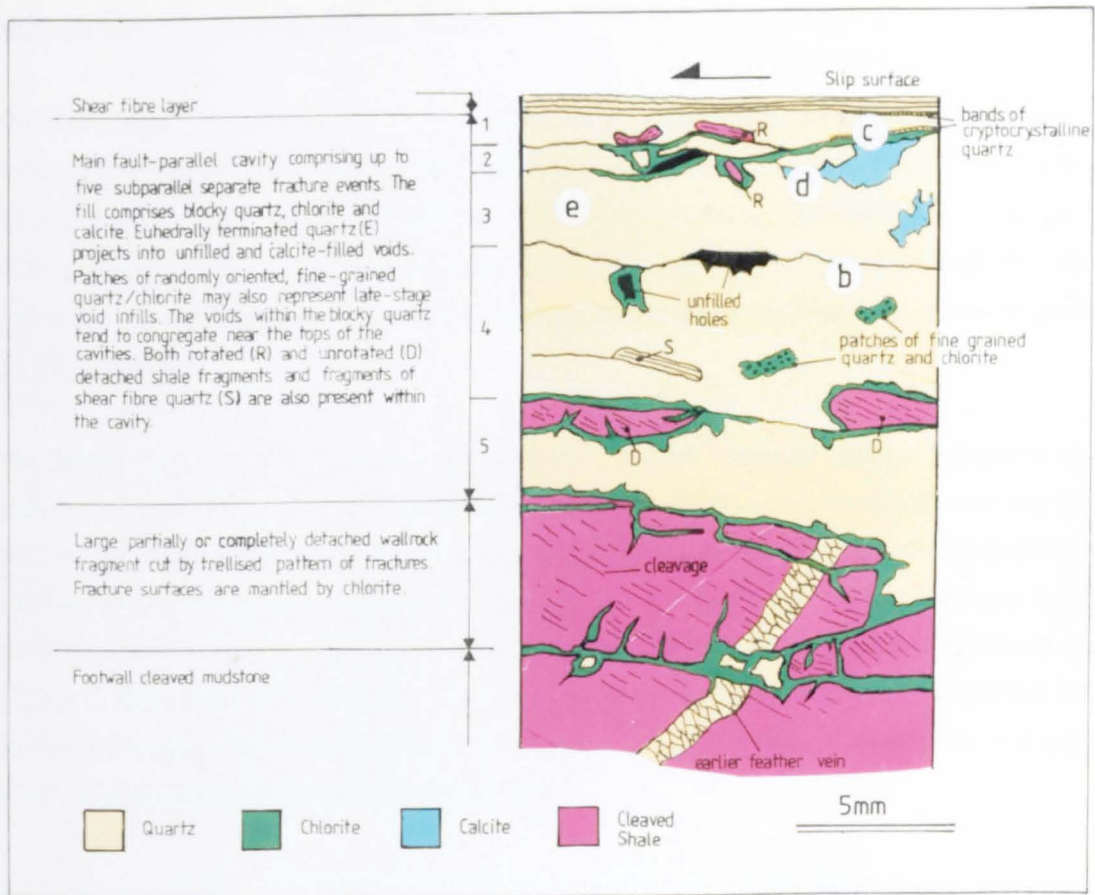 Slip surface
Shear fibre layer
1
2
3
4
5
Main fault-parallel cavity comprising up to
five subparallel separate fracture events. The
fill comprises blocky quartz, chlorite and
calcite. Euhedrally terminated quartz(E)
projects into unfilled and calcite-filled voids.
Patches of randomly oriented, fine-grained
quartz/chlorite may also represent late-stage
void infills. The voids within the blocky quartz
tend to congregate near the tops of the
cavities. Both rotated (R) and unrotated (D)
detached shale fragments and fragments of
shear fibre quartz (S) are also present within
the cavity.
bands of
cryptocrystalline
quartz
R
c
d
R
e
b
unfilled
holes
patches of fine grained
quartz and chlorite
S
D
D
Large partially or completely detached wallrock
fragment cut by trellised pattern of fractures.
Fracture surfaces are mantled by chlorite.
cleavage
Footwall cleaved mudstone
earlier feather vein
Quartz
Chlorite
Calcite
Cleaved
Shale
5mm